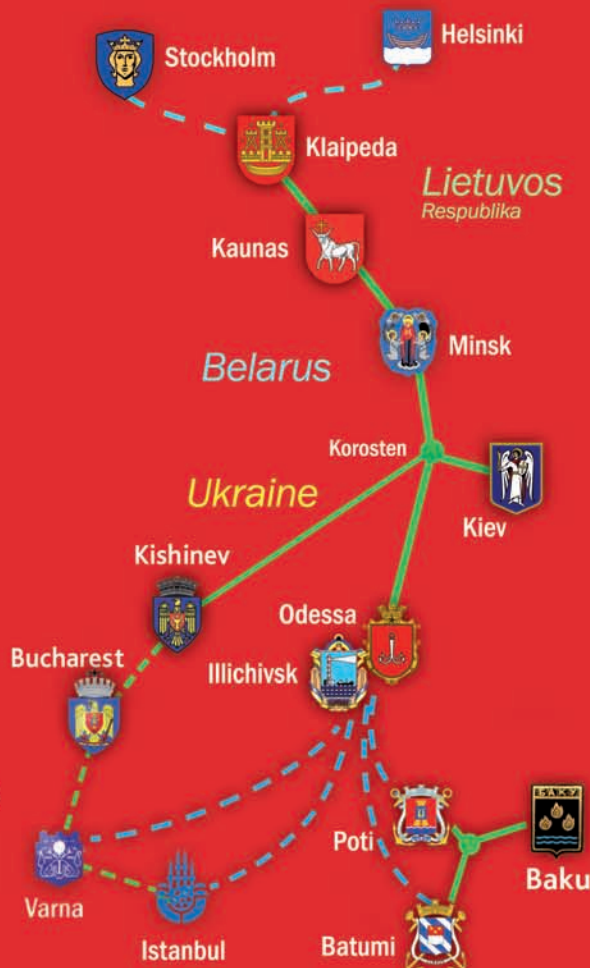 Helsinki
Stockholm
Klaipeda
Lietuvos
Respublika
Kaunas
Minsk
Belarus
Korosten
Ukraine
Kiev
Kishinev
Odessa
Bucharest
Illichivsk
БАКУ
Poti
Baku
Varna
Istanbul
Batumi